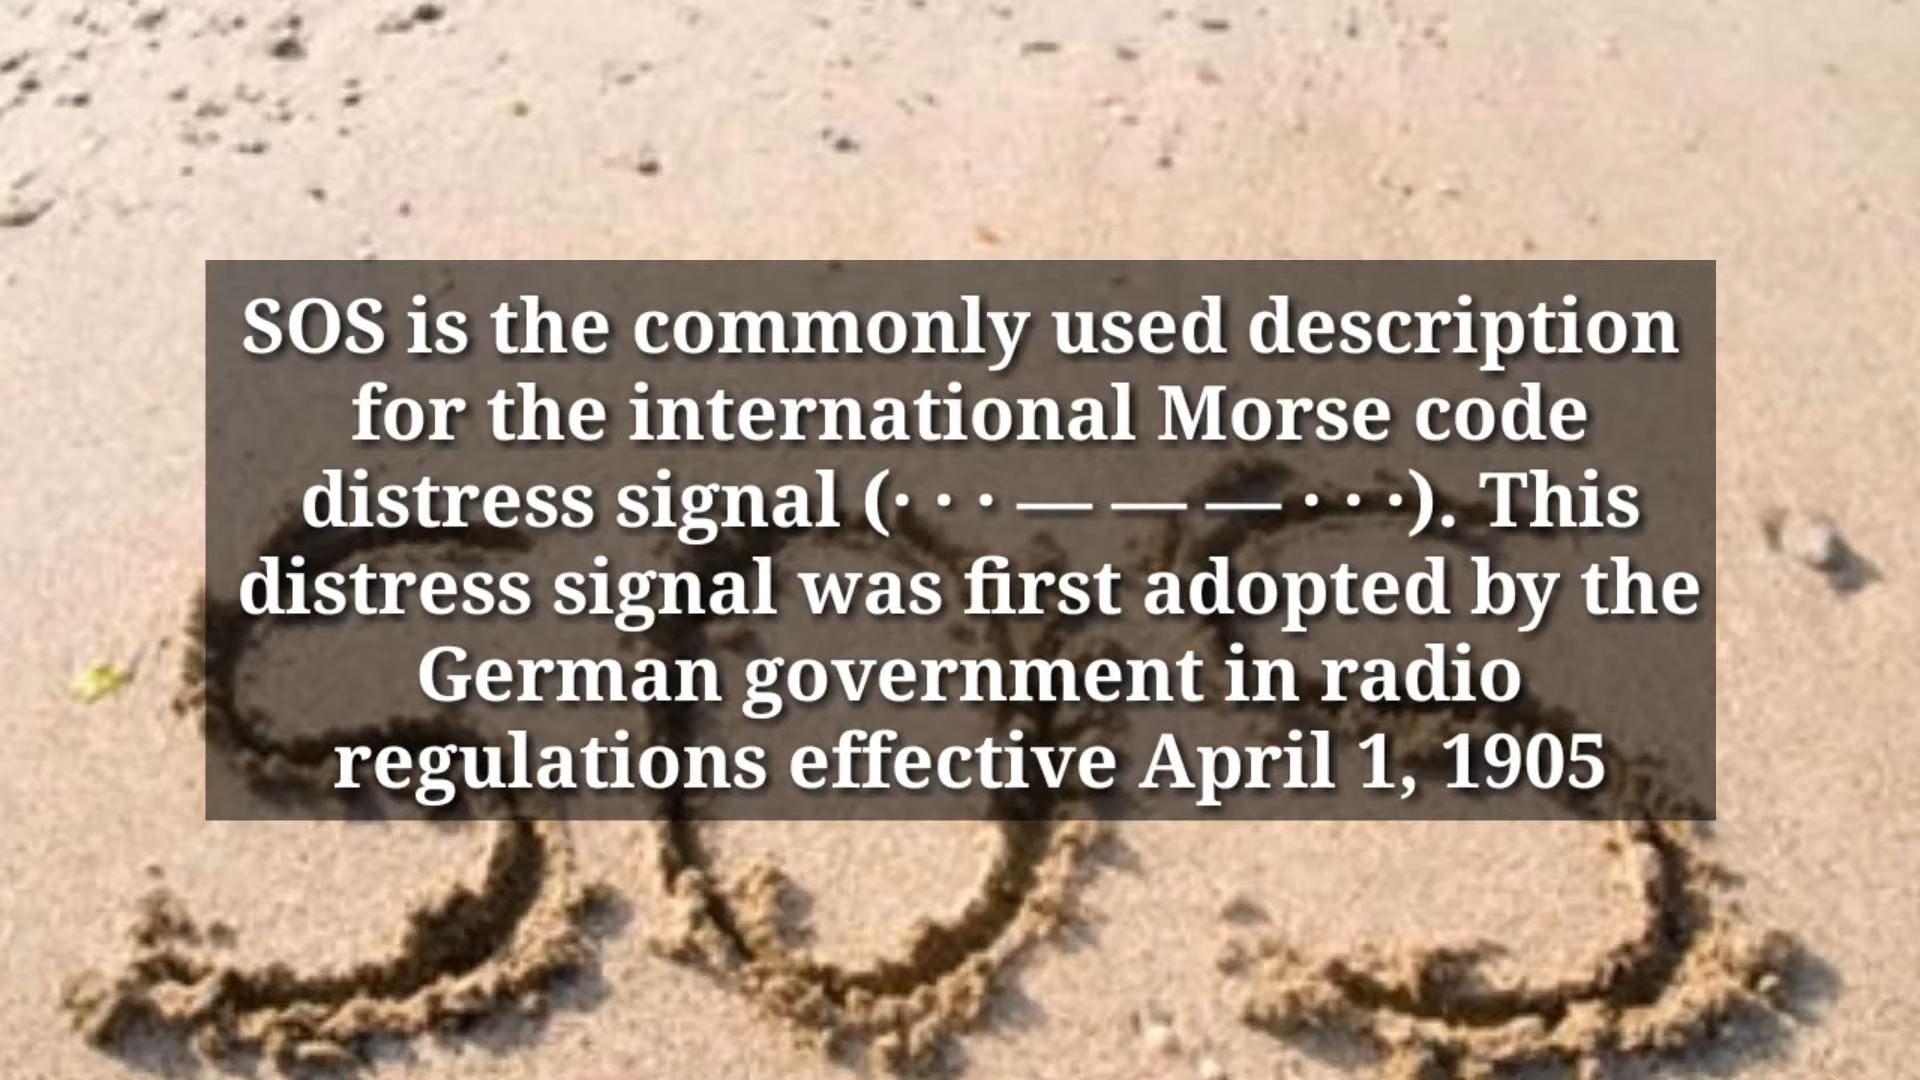 SOS is the commonly used description
for the international Morse code
distress signal (· · · — — — · · ·). This
distress signal was first adopted by the
German government in radio
regulations effective April 1, 1905
SOS